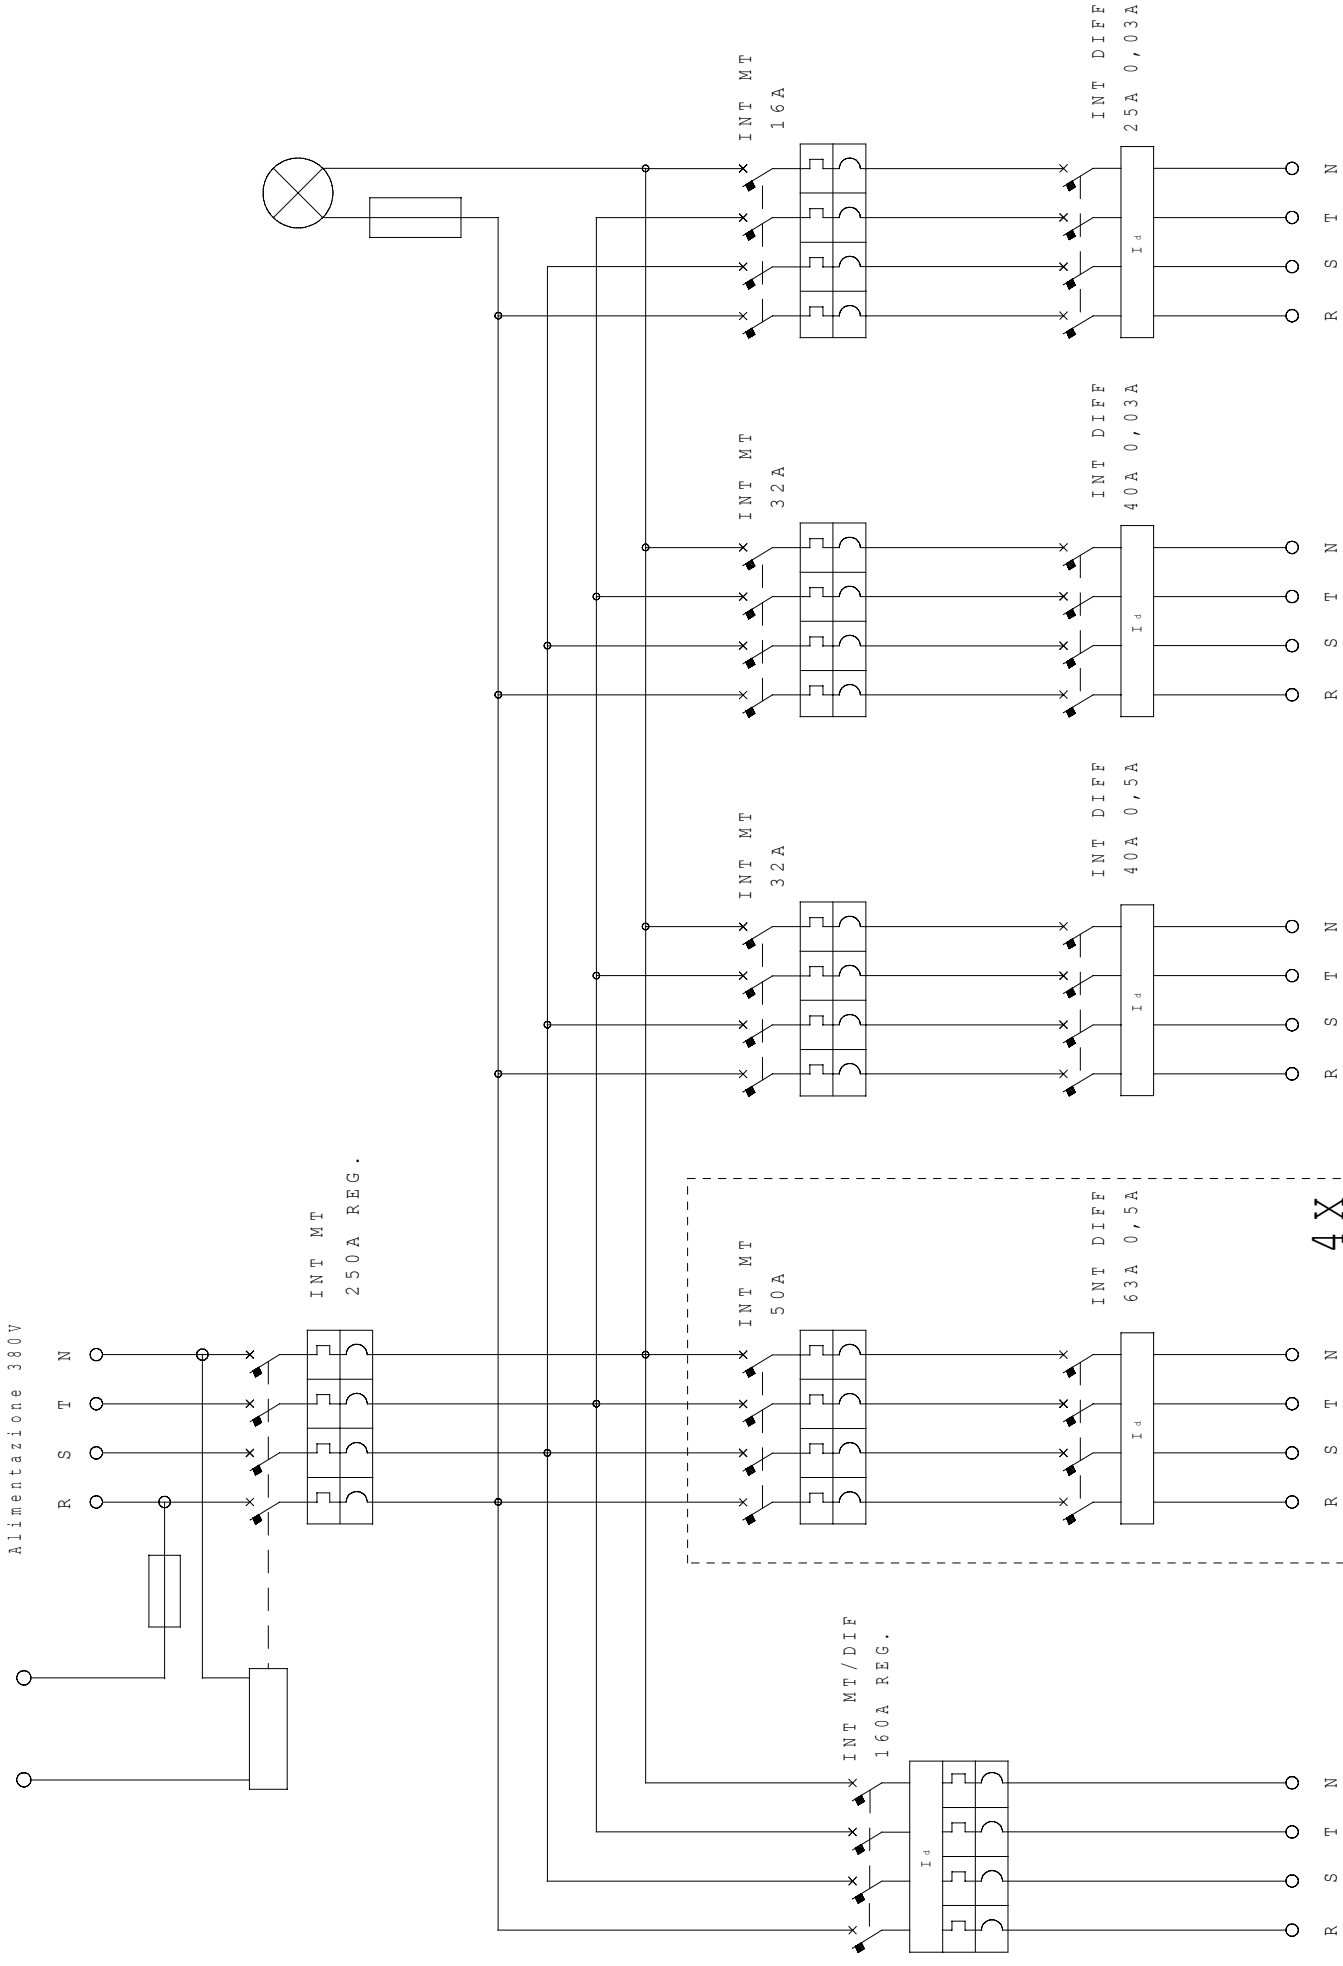 Alimentazione 380V
R S T N
INT MT
250A REG.
INT MT/DIF
160A REG.
Id
R S T N
INT MT
50A
INT DIFF
63A 0,5A
Id
4X
R S T N
INT MT
32A
INT DIFF
40A 0,5A
Id
R S T N
INT MT
32A
INT DIFF
40A 0,03A
Id
R S T N
INT MT
16A
INT DIFF
25A 0,03A
Id
R S T N